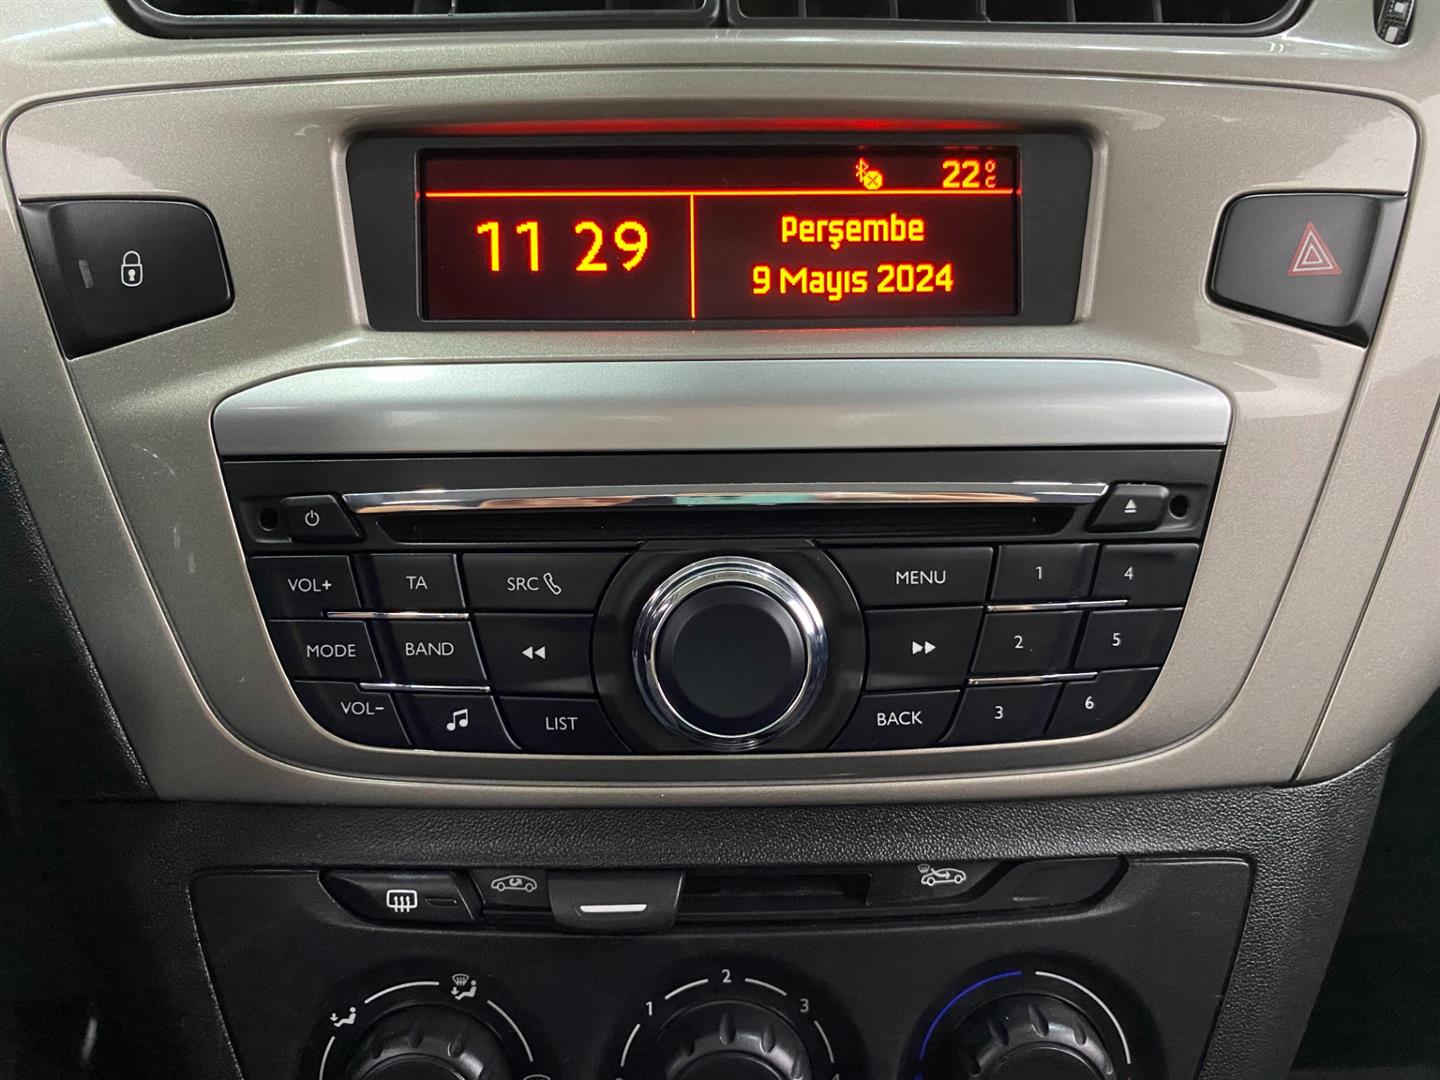 22°C
11 29
Perşembe
9 Mayıs 2024
VOL+
TA
SRC
MENU
1
4
MODE
BAND
2
5
VOL-
LIST
BACK
3
6
1
2
3